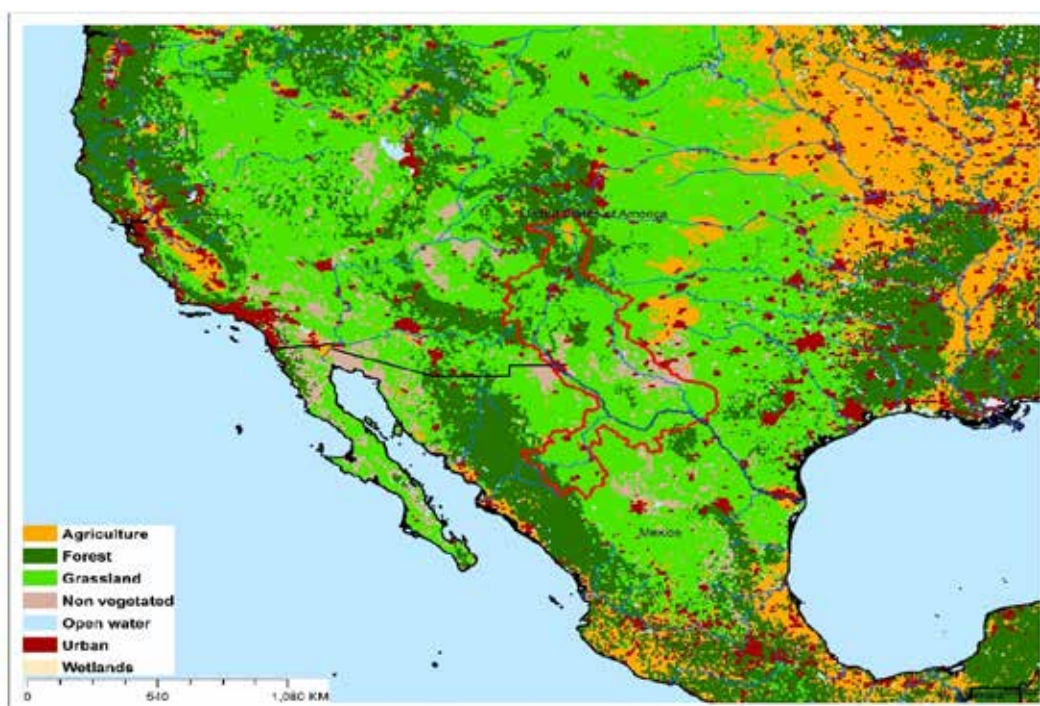 United States of America
Mexico
Agriculture
Forest
Grassland
Non vegetated
Open water
Urban
Wetlands
0 540 1,080 KM